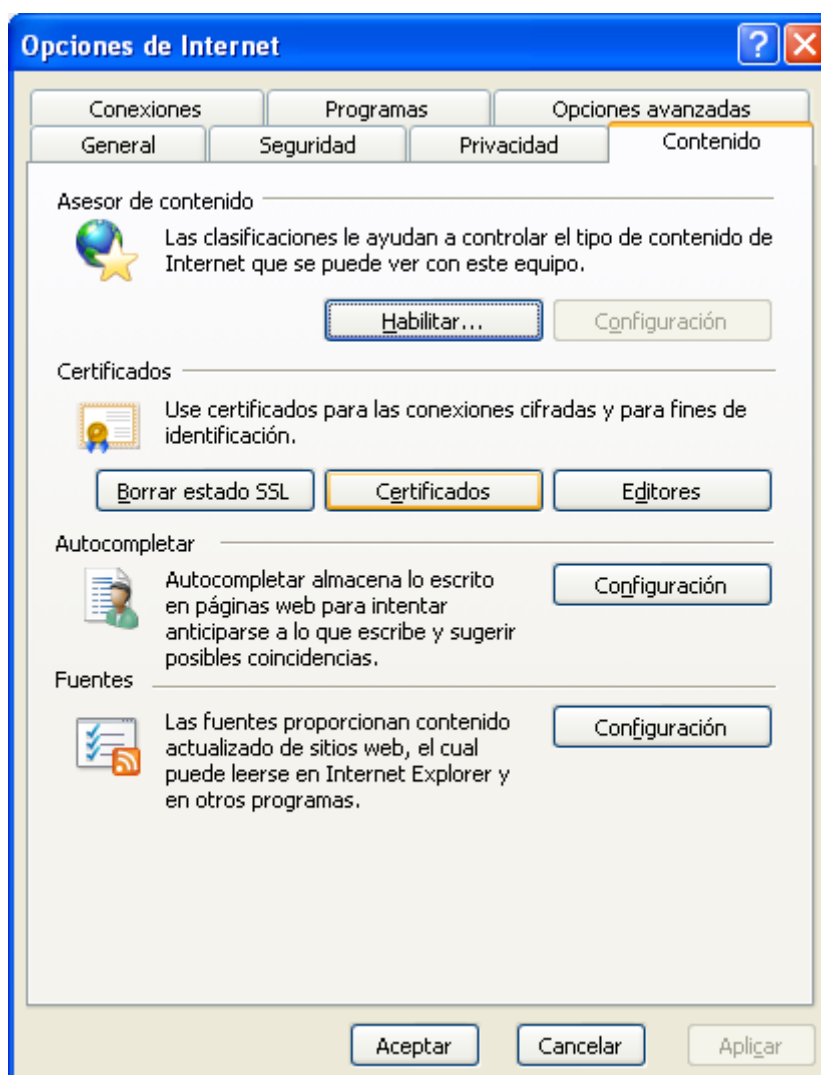 Opciones de Internet
Conexiones Programas Opciones avanzadas
General Seguridad Privacidad Contenido
Asesor de contenido
Las clasificaciones le ayudan a controlar el tipo de contenido de
Internet que se puede ver con este equipo.
Habilitar... Configuración
Certificados
Use certificados para las conexiones cifradas y para fines de
identificación.
Borrar estado SSL Certificados Editores
Autocompletar
Autocompletar almacena lo escrito
en páginas web para intentar
anticiparse a lo que escribe y sugerir
posibles coincidencias.
Configuración
Fuentes
Las fuentes proporcionan contenido
actualizado de sitios web, el cual
puede leerse en Internet Explorer y
en otros programas.
Configuración
Aceptar Cancelar Aplicar